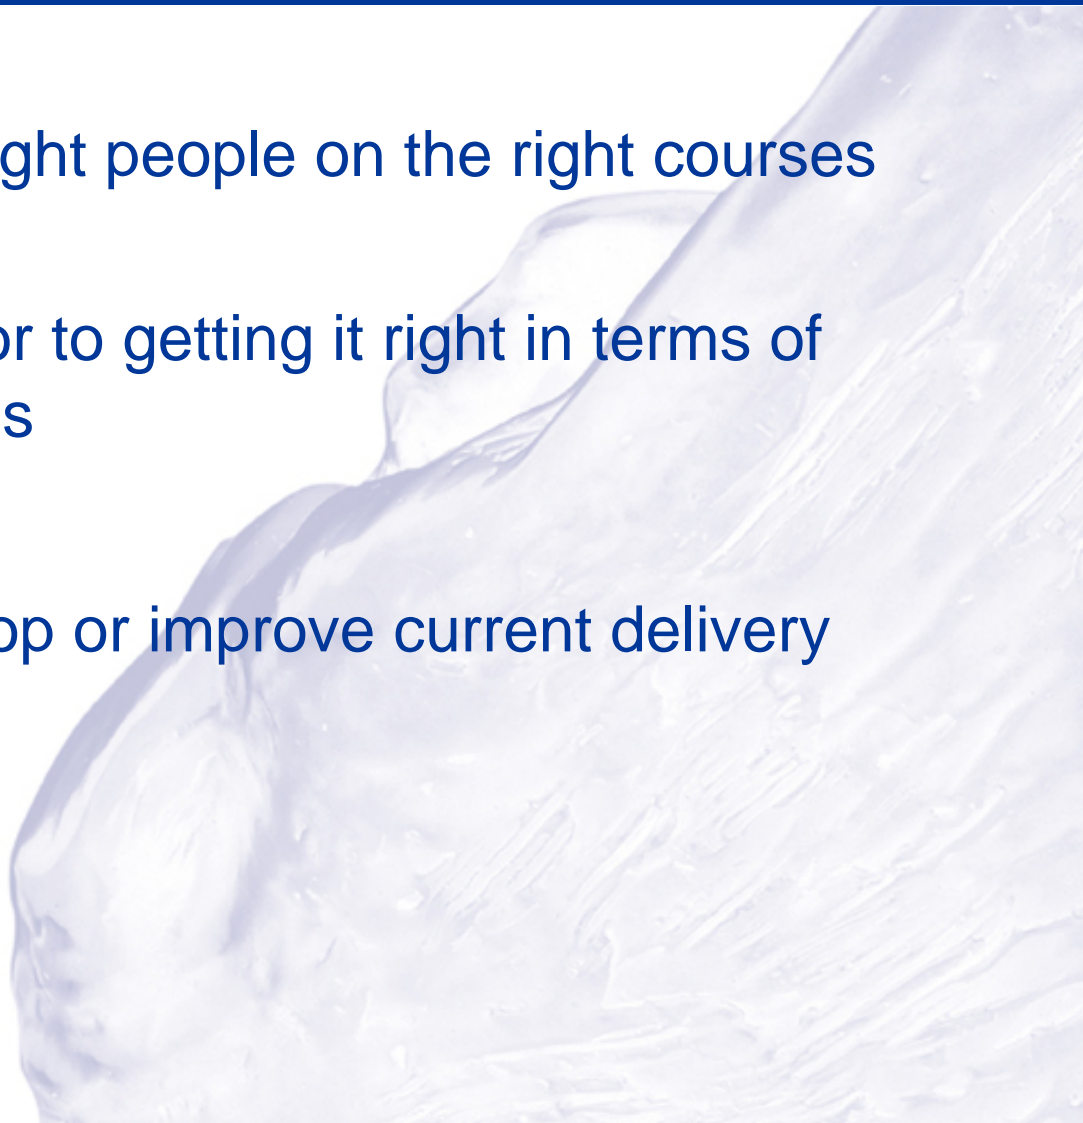 ght people on the right courses
or to getting it right in terms of
s
op or improve current delivery